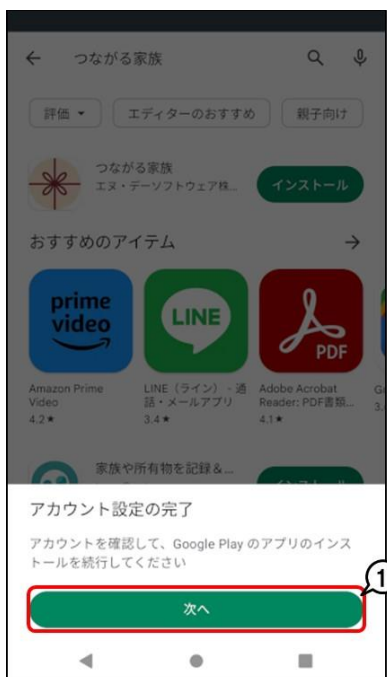 つながる家族
評価
エディターのおすすめ
親子向け
つながる家族
エヌ・デーソフトウェア株...
インストール
おすすめのアイテム
prime
video
LINE
PDF
Amazon Prime
Video
4.2★
LINE（ライン） - 通
話・メールアプリ
3.4★
Adobe Acrobat
Reader: PDF書類...
4.1★
G
3.
家族や所有物を記録＆...
アカウント設定の完了
アカウントを確認して、Google Play のアプリのインス
トールを続行してください
次へ
1